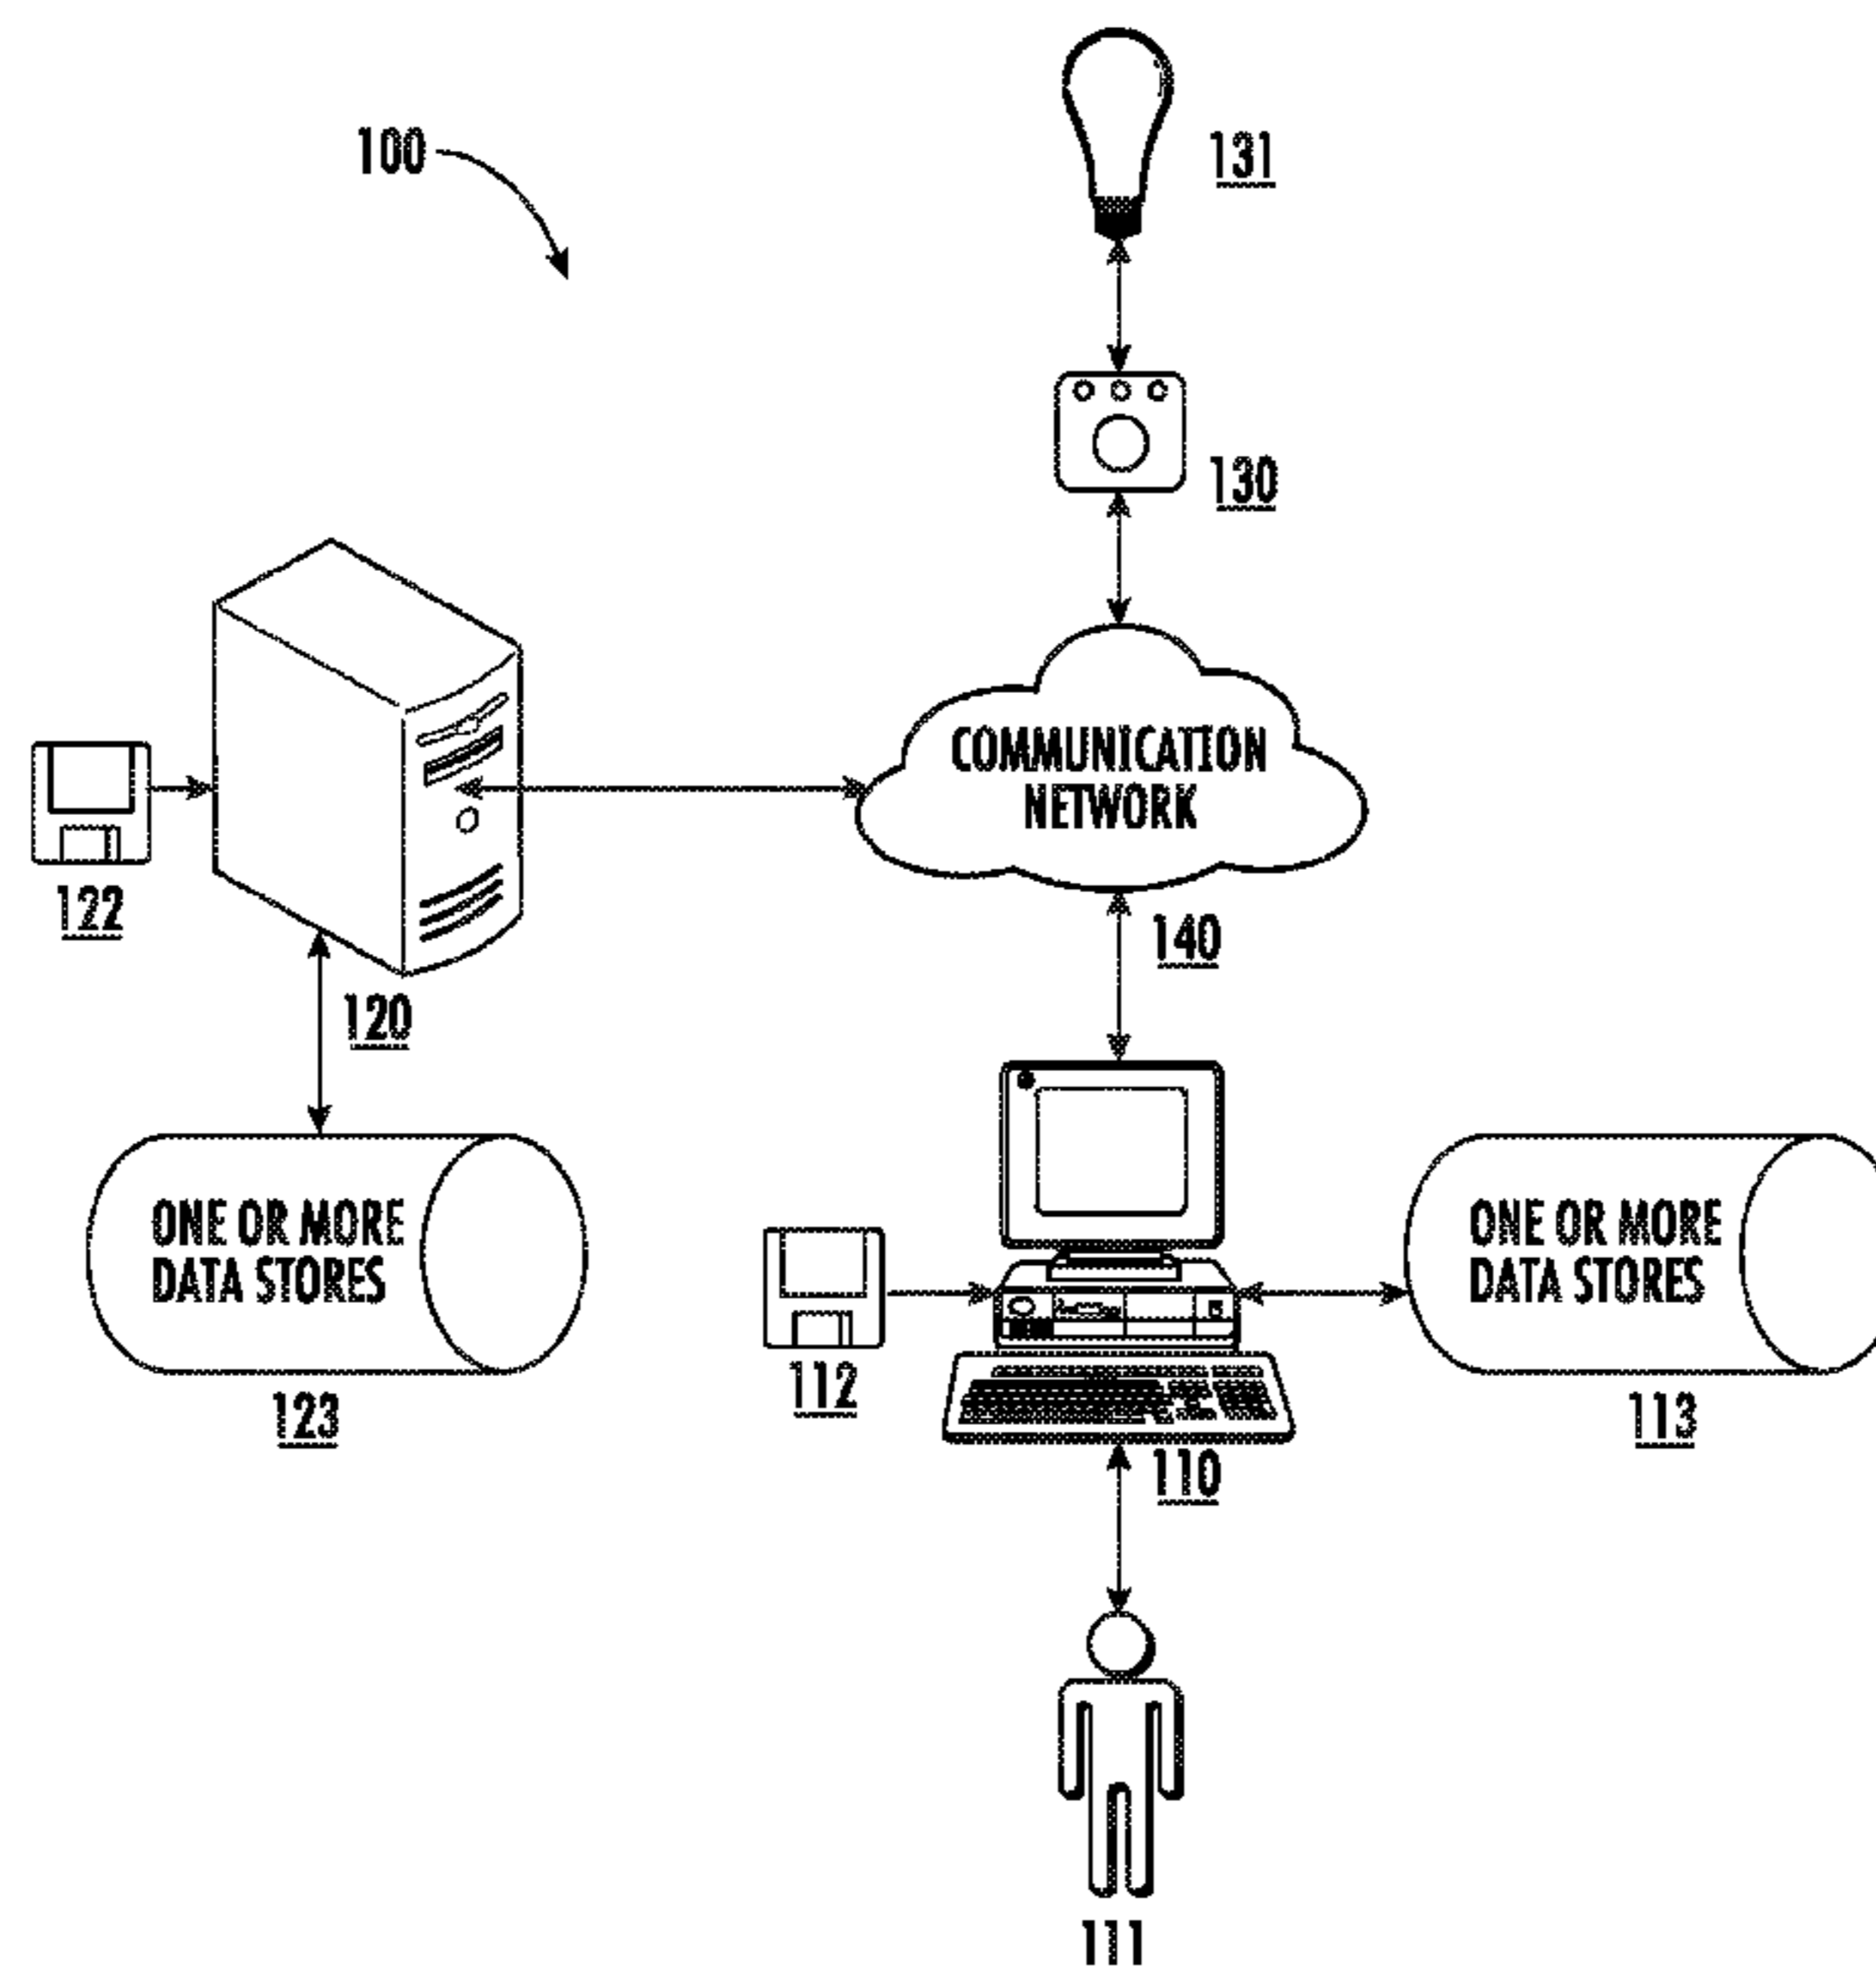 100
131
130
COMMUNICATION
NETWORK
122
140
120
ONE OR MORE
DATA STORES
ONE OR MORE
DATA STORES
112
123
113
110
111